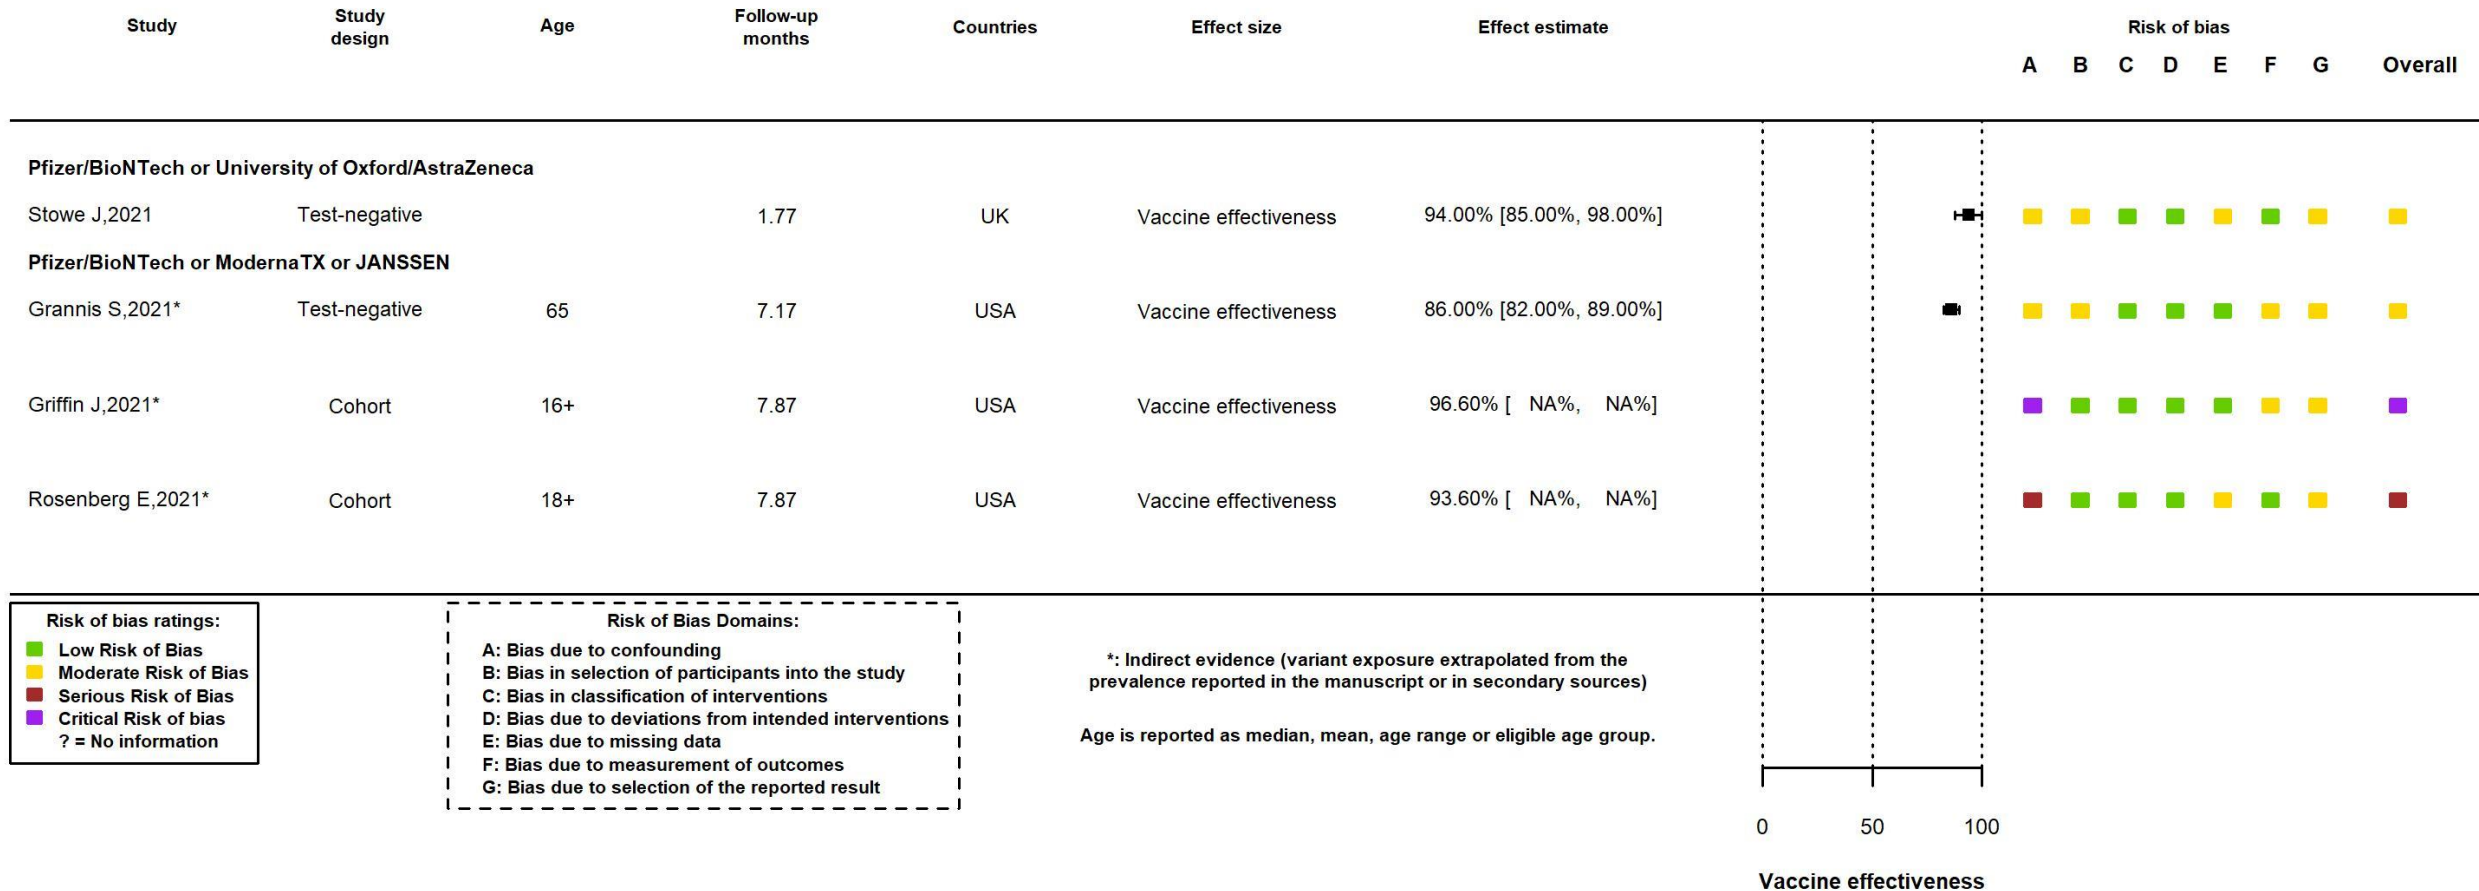 Study Study design Age Follow-up months Countries Effect size Effect estimate Risk of bias
A B C D E F G Overall
Pfizer/BioNTech or University of Oxford/AstraZeneca
Stowe J,2021 Test-negative 1.77 UK Vaccine effectiveness 94.00% [85.00%, 98.00%]
Pfizer/BioNTech or ModernaTX or JANSSEN
Grannis S,2021* Test-negative 65 7.17 USA Vaccine effectiveness 86.00% [82.00%, 89.00%]
Griffin J,2021* Cohort 16+ 7.87 USA Vaccine effectiveness 96.60% [ NA%, NA%]
Rosenberg E,2021* Cohort 18+ 7.87 USA Vaccine effectiveness 93.60% [ NA%, NA%]
Risk of bias ratings:
Low Risk of Bias
Moderate Risk of Bias
Serious Risk of Bias
Critical Risk of bias
? = No information
Risk of Bias Domains:
A: Bias due to confounding
B: Bias in selection of participants into the study
C: Bias in classification of interventions
D: Bias due to deviations from intended interventions
E: Bias due to missing data
F: Bias due to measurement of outcomes
G: Bias due to selection of the reported result
*: Indirect evidence (variant exposure extrapolated from the
prevalence reported in the manuscript or in secondary sources)
Age is reported as median, mean, age range or eligible age group.
0 50 100
Vaccine effectiveness